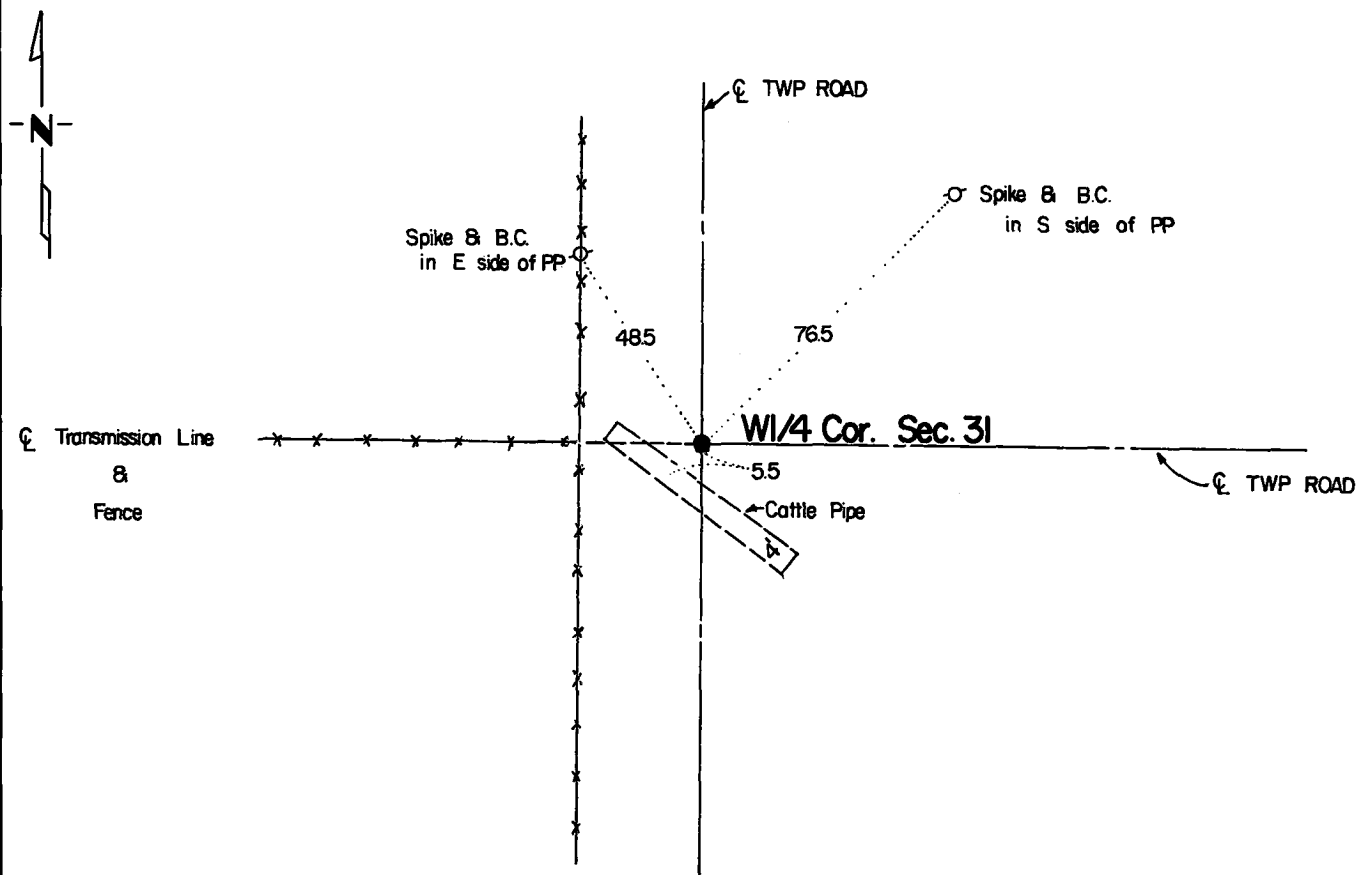 ℄ TWP ROAD
N
Spike & B.C.
in S side of PP
Spike & B.C.
in E side of PP
48.5
76.5
℄ Transmission Line
&
Fence
W1/4 Cor. Sec. 31
5.5
℄ TWP ROAD
Cattle Pipe
4